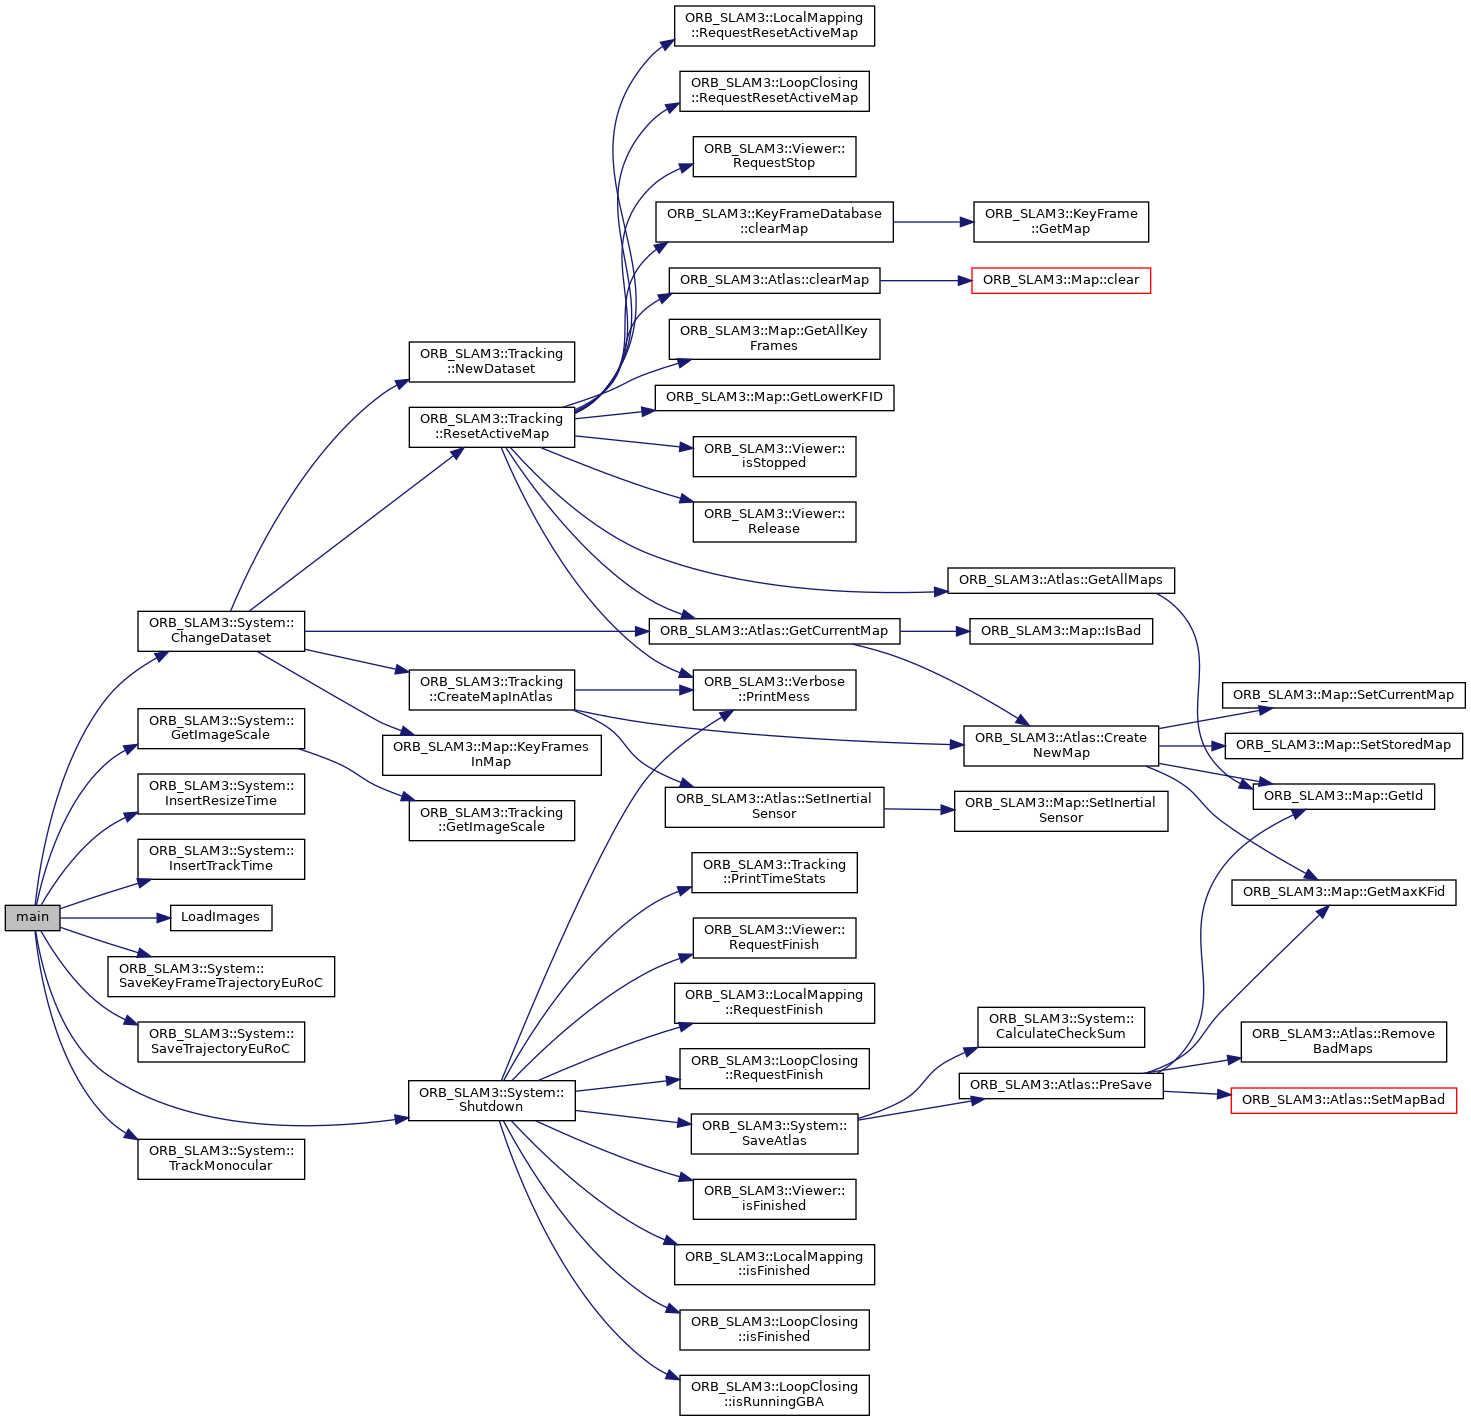 ORB_SLAM3::LocalMapping
::RequestResetActiveMap
ORB_SLAM3::LoopClosing
::RequestResetActiveMap
ORB_SLAM3::Viewer::
RequestStop
ORB_SLAM3::KeyFrameDatabase
::clearMap
ORB_SLAM3::KeyFrame
::GetMap
ORB_SLAM3::Atlas::clearMap
ORB_SLAM3::Map::clear
ORB_SLAM3::Map::GetAllKey
Frames
ORB_SLAM3::Tracking
::NewDataset
ORB_SLAM3::Map::GetLowerKFID
ORB_SLAM3::Tracking
::ResetActiveMap
ORB_SLAM3::Viewer::
isStopped
ORB_SLAM3::Viewer::
Release
ORB_SLAM3::Atlas::GetAllMaps
ORB_SLAM3::System::
ChangeDataset
ORB_SLAM3::Atlas::GetCurrentMap
ORB_SLAM3::Map::IsBad
ORB_SLAM3::Tracking
::CreateMapInAtlas
ORB_SLAM3::Verbose
::PrintMess
ORB_SLAM3::Map::SetCurrentMap
ORB_SLAM3::System::
GetImageScale
ORB_SLAM3::Map::KeyFrames
InMap
ORB_SLAM3::Atlas::Create
NewMap
ORB_SLAM3::Map::SetStoredMap
ORB_SLAM3::System::
InsertResizeTime
ORB_SLAM3::Tracking
::GetImageScale
ORB_SLAM3::Atlas::SetInertial
Sensor
ORB_SLAM3::Map::SetInertial
Sensor
ORB_SLAM3::Map::GetId
ORB_SLAM3::System::
InsertTrackTime
ORB_SLAM3::Tracking
::PrintTimeStats
ORB_SLAM3::Map::GetMaxKFid
main
LoadImages
ORB_SLAM3::Viewer::
RequestFinish
ORB_SLAM3::System::
SaveKeyFrameTrajectoryEuRoC
ORB_SLAM3::LocalMapping
::RequestFinish
ORB_SLAM3::System::
SaveTrajectoryEuRoC
ORB_SLAM3::System::
CalculateCheckSum
ORB_SLAM3::Atlas::Remove
BadMaps
ORB_SLAM3::LoopClosing
::RequestFinish
ORB_SLAM3::System::
Shutdown
ORB_SLAM3::Atlas::PreSave
ORB_SLAM3::Atlas::SetMapBad
ORB_SLAM3::System::
SaveAtlas
ORB_SLAM3::System::
TrackMonocular
ORB_SLAM3::Viewer::
isFinished
ORB_SLAM3::LocalMapping
::isFinished
ORB_SLAM3::LoopClosing
::isFinished
ORB_SLAM3::LoopClosing
::isRunningGBA